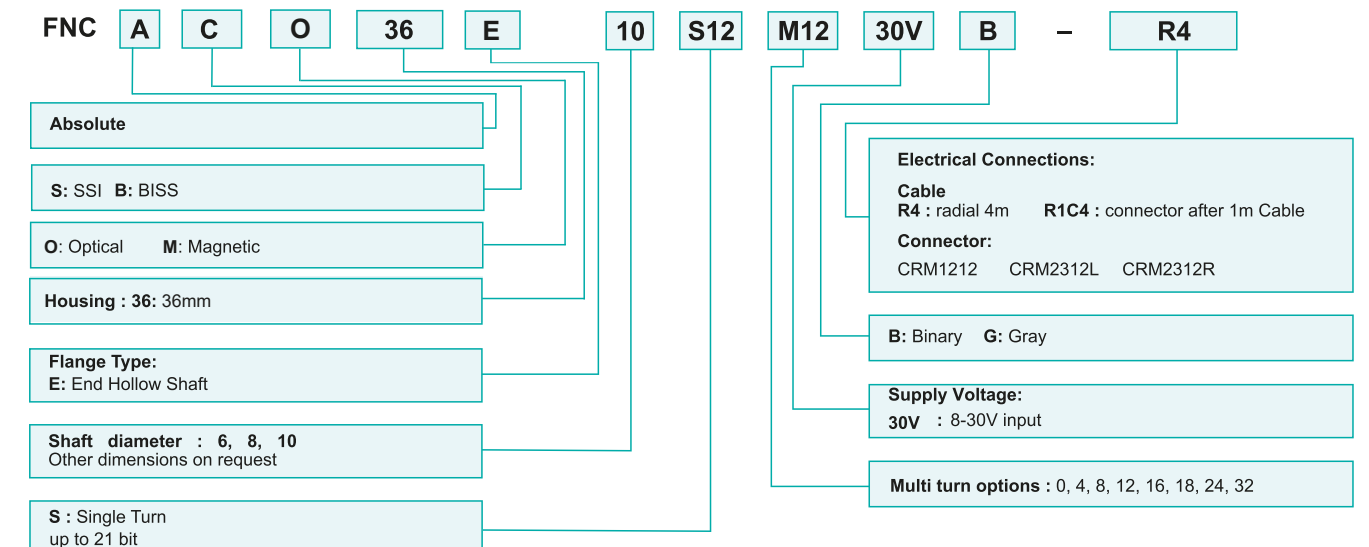 FNC A C O 36 E 10 S12 M12 30V B – R4
Absolute
S: SSI B: BISS
O: Optical M: Magnetic
Housing : 36: 36mm
Flange Type:
E: End Hollow Shaft
Shaft diameter : 6, 8, 10
Other dimensions on request
S : Single Turn
up to 21 bit
Electrical Connections:
Cable
R4 : radial 4m R1C4 : connector after 1m Cable
Connector:
CRM1212 CRM2312L CRM2312R
B: Binary G: Gray
Supply Voltage:
30V : 8-30V input
Multi turn options : 0, 4, 8, 12, 16, 18, 24, 32